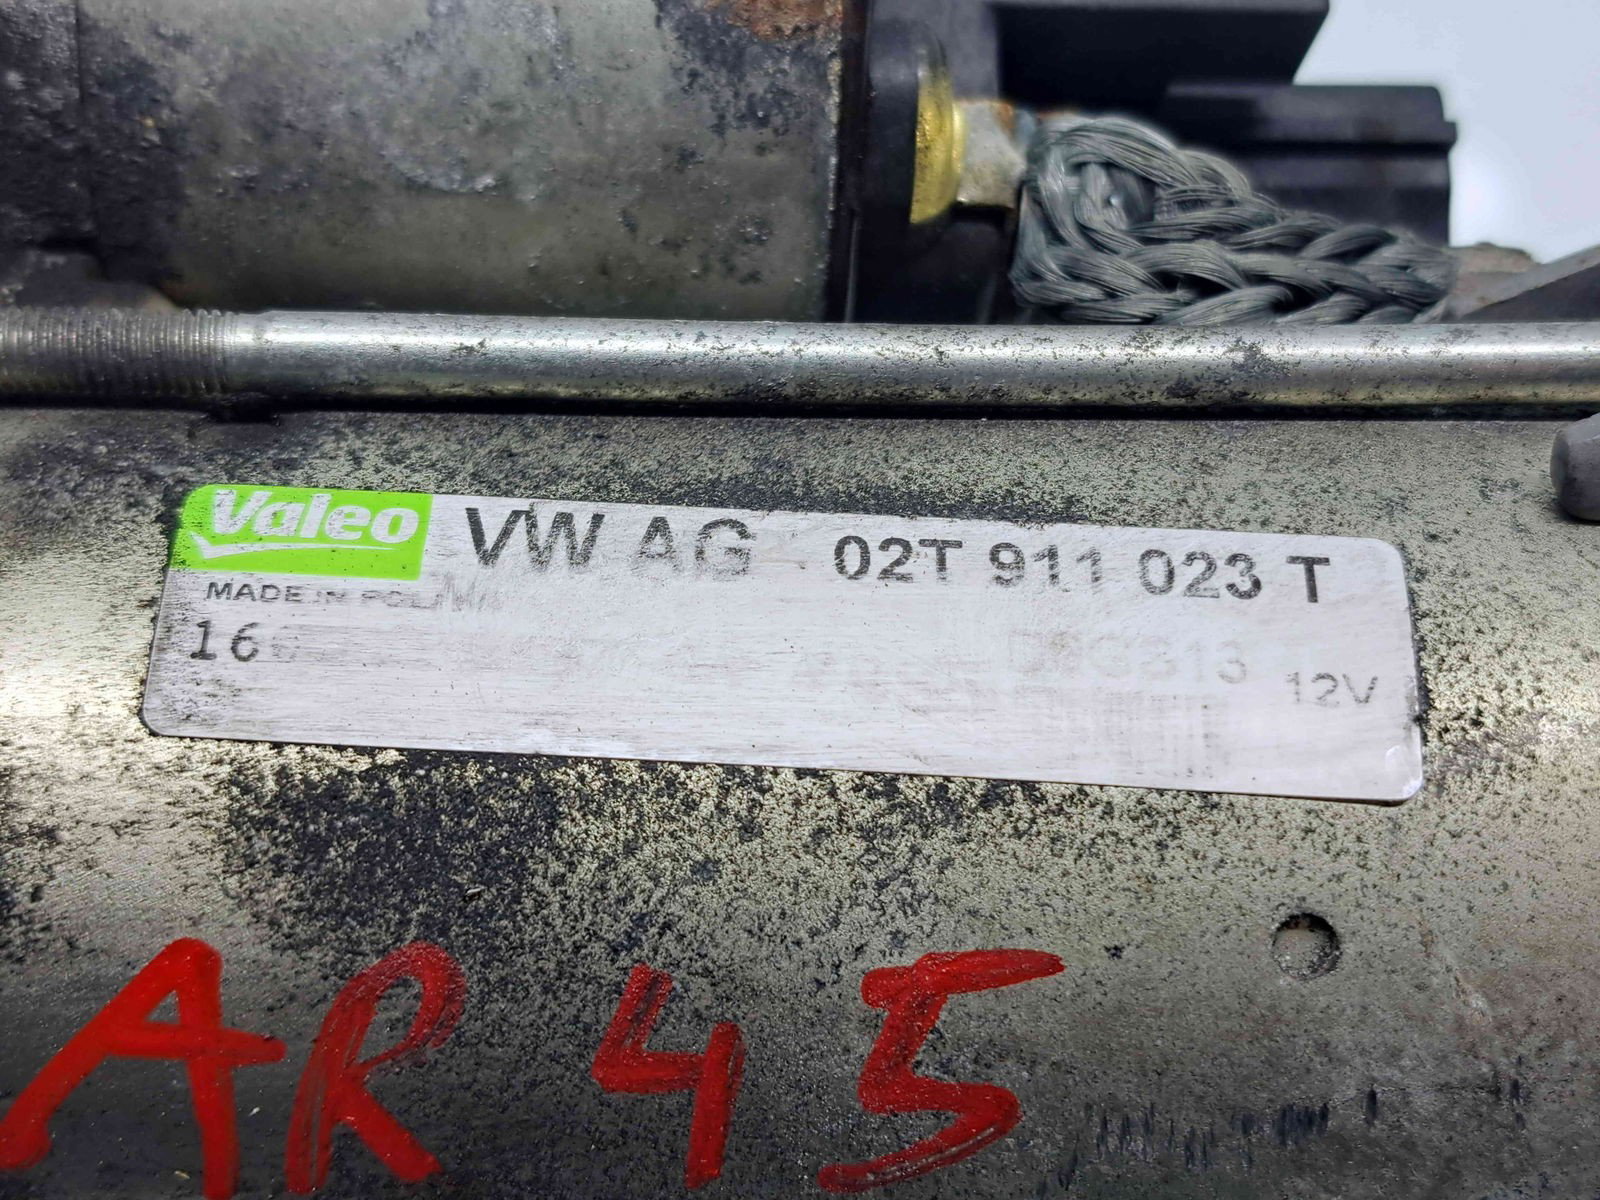 Valeo VW AG 02T 911 023 T
MADE IN POLAND
16
12V
AR 45